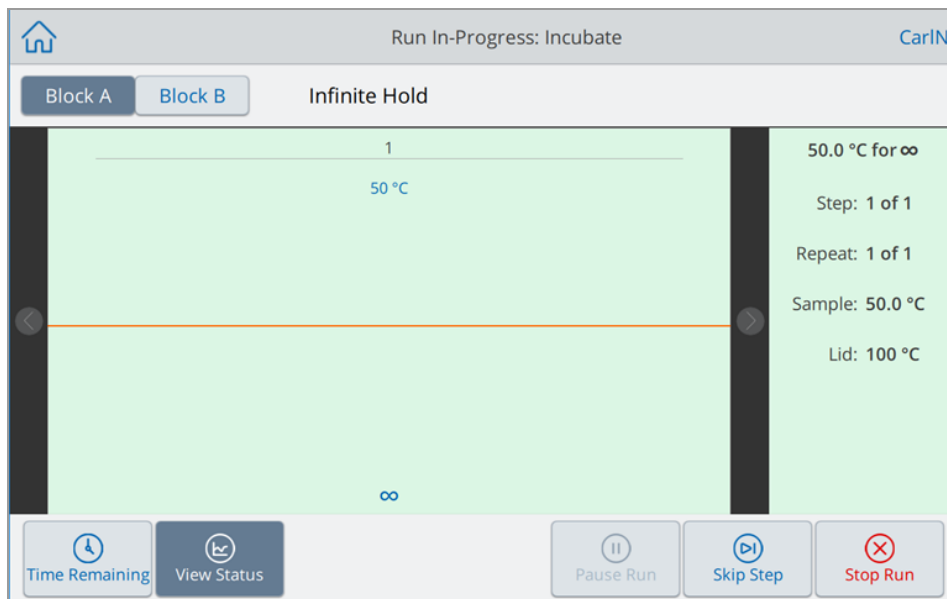 Run In-Progress: Incubate
CarlN
Block A
Block B
Infinite Hold
1
50 °C
∞
50.0 °C for ∞
Step: 1 of 1
Repeat: 1 of 1
Sample: 50.0 °C
Lid: 100 °C
Time Remaining
View Status
Pause Run
Skip Step
Stop Run